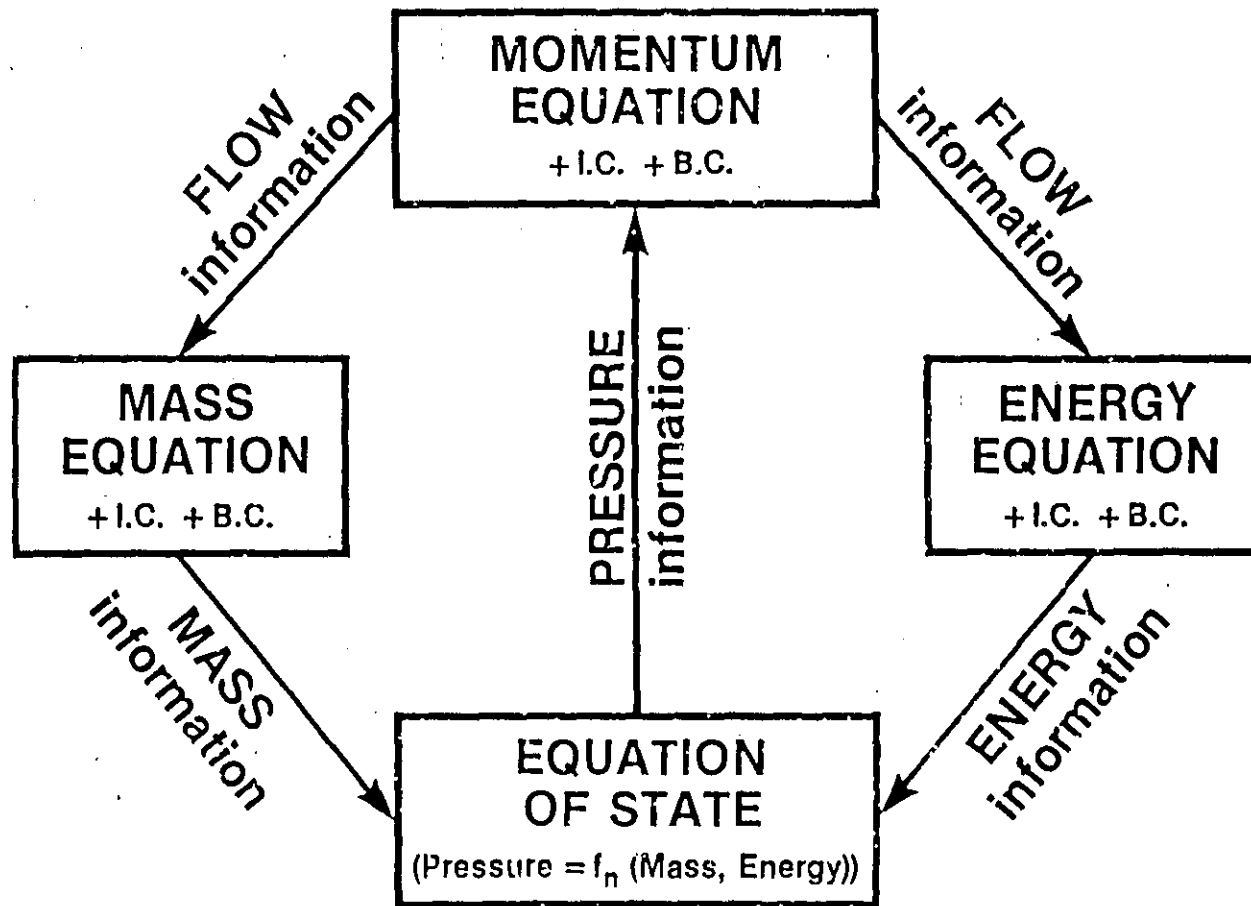 MOMENTUM
EQUATION
+ I.C. + B.C.
FLOW
information
FLOW
information
MASS
EQUATION
+ I.C. + B.C.
PRESSURE
information
ENERGY
EQUATION
+ I.C. + B.C.
MASS
information
ENERGY
information
EQUATION
OF STATE
(Pressure = fn (Mass, Energy))